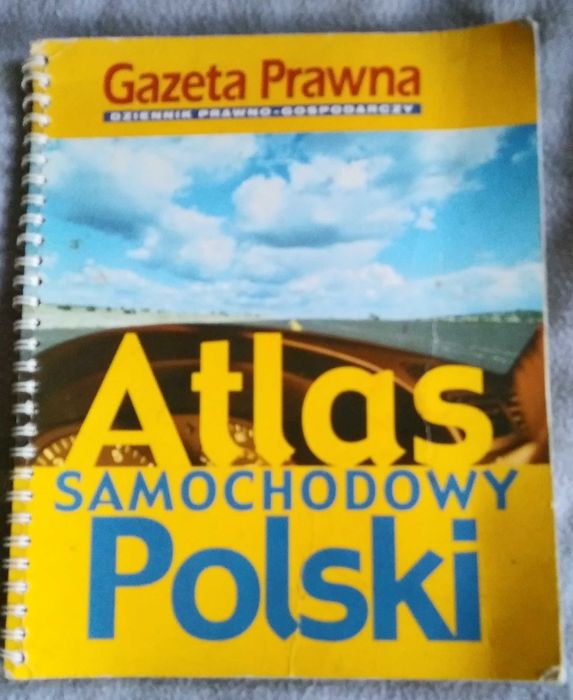 Gazeta Prawna
DZIENNIK PRAWNO-GOSPODARCZY
Atlas
SAMOCHODOWY
Polski